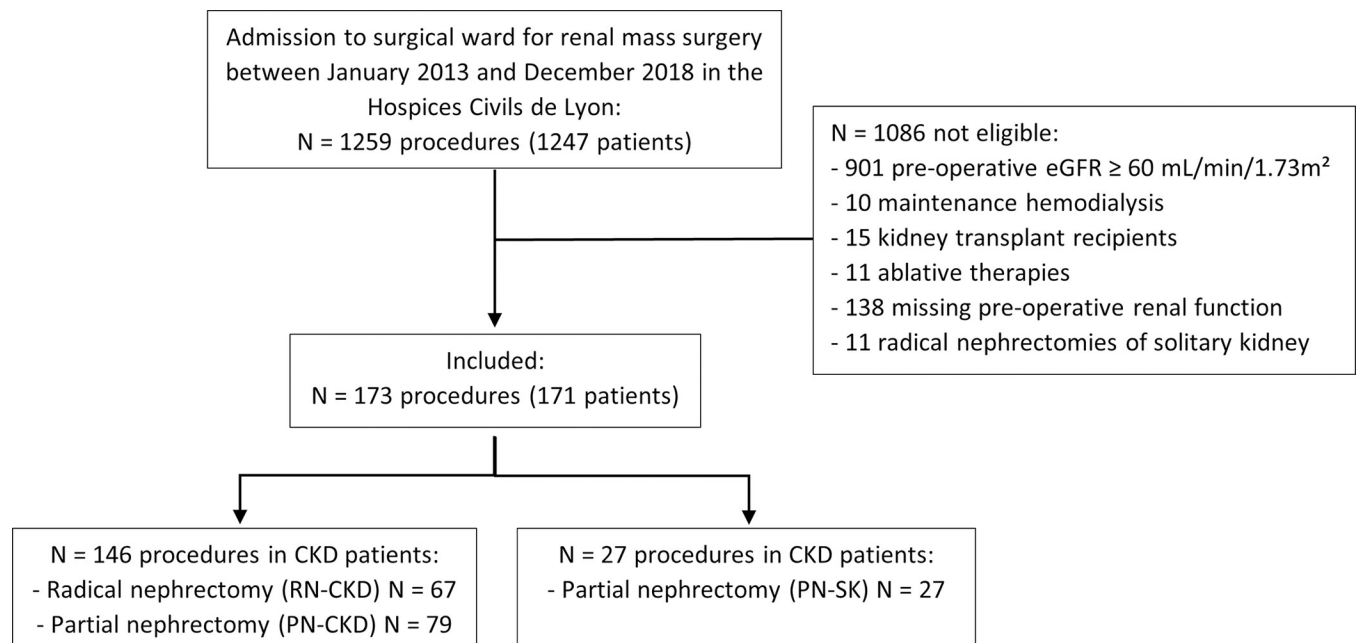 Admission to surgical ward for renal mass surgery
between January 2013 and December 2018 in the
Hospices Civils de Lyon:
N = 1259 procedures (1247 patients)
N = 1086 not eligible:
- 901 pre-operative eGFR ≥ 60 mL/min/1.73m²
- 10 maintenance hemodialysis
- 15 kidney transplant recipients
- 11 ablative therapies
- 138 missing pre-operative renal function
- 11 radical nephrectomies of solitary kidney
Included:
N = 173 procedures (171 patients)
N = 146 procedures in CKD patients:
- Radical nephrectomy (RN-CKD) N = 67
- Partial nephrectomy (PN-CKD) N = 79
N = 27 procedures in CKD patients:
- Partial nephrectomy (PN-SK) N = 27